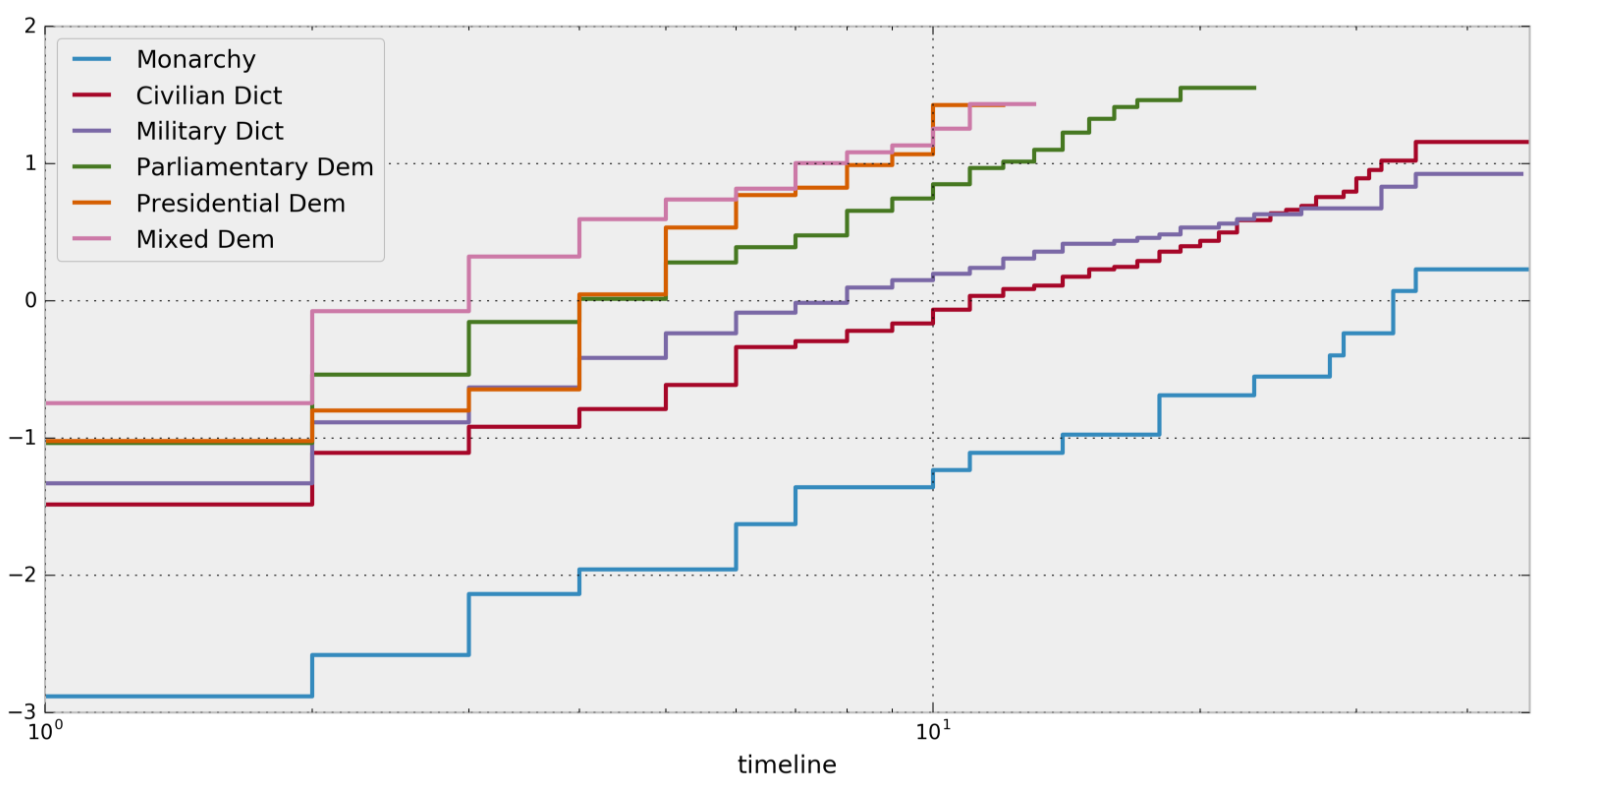 2
1
0
−1
−2
−3
Monarchy
Civilian Dict
Military Dict
Parliamentary Dem
Presidential Dem
Mixed Dem
10⁰ 10¹
timeline